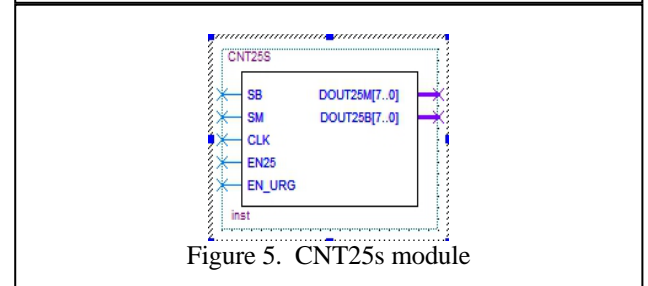 CNT25S
SB DOUT25M[7..0]
SM DOUT25B[7..0]
CLK
EN25
EN_URG
inst
Figure 5. CNT25s module